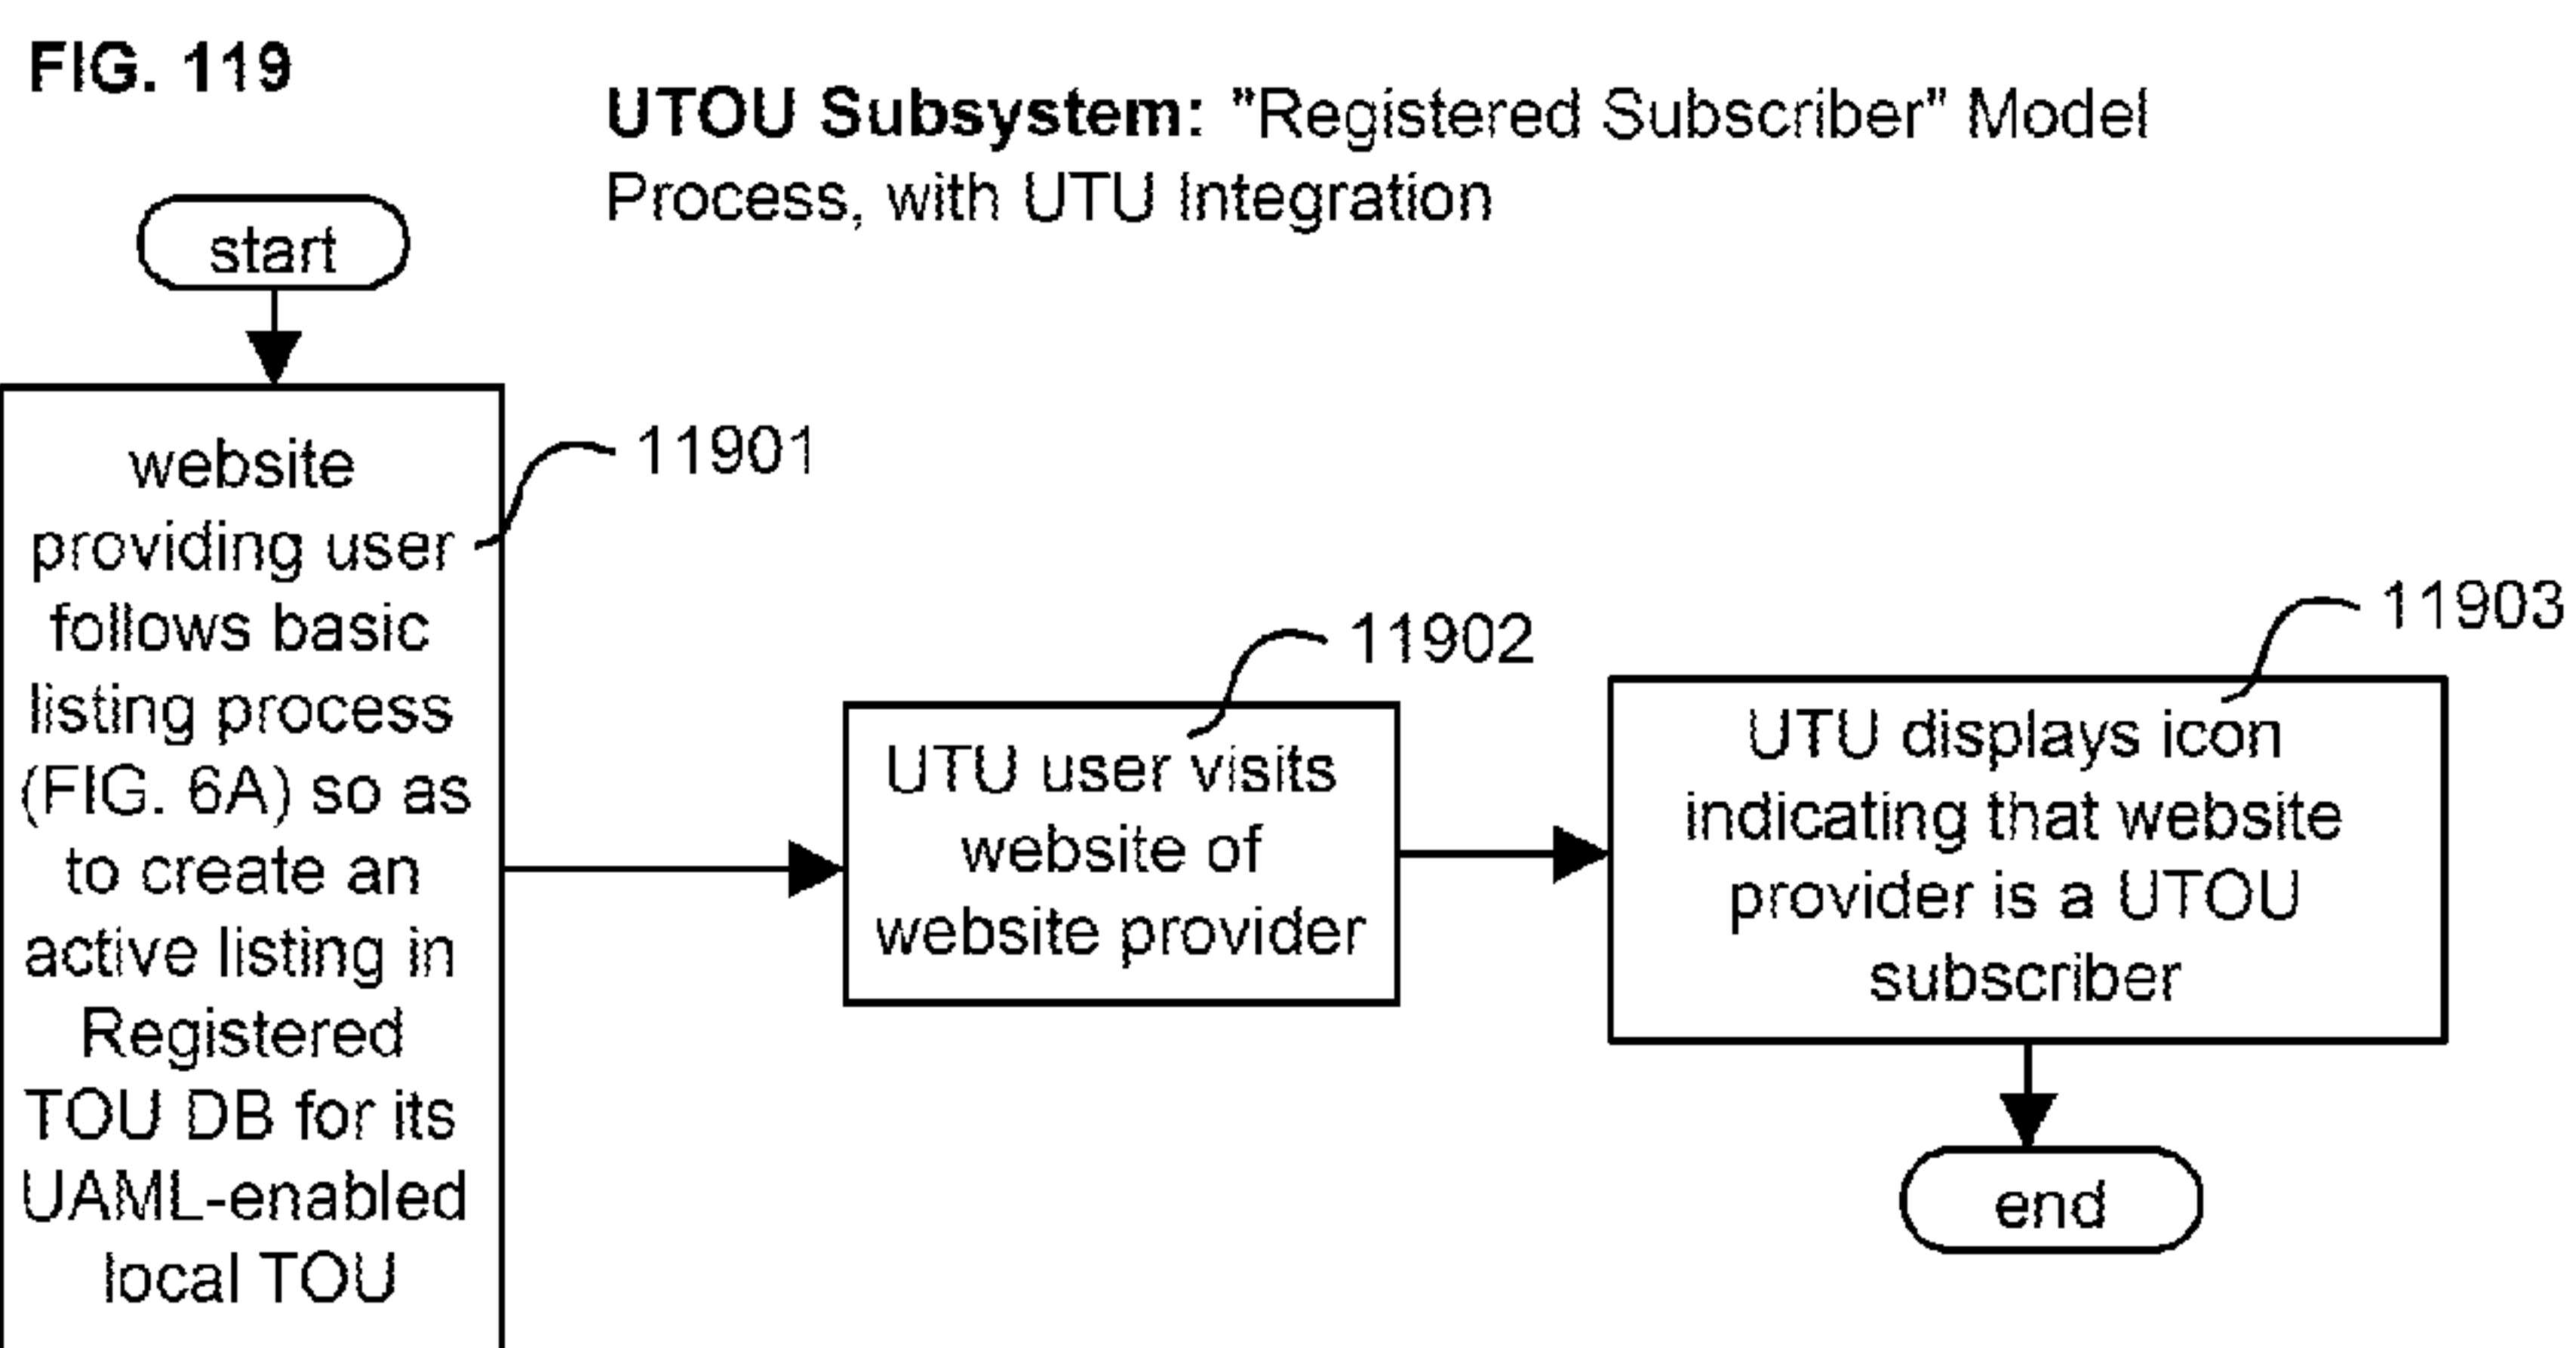 FIG. 119
UTOU Subsystem: "Registered Subscriber" Model
Process, with UTU Integration
start
website
providing user
follows basic
listing process
(FIG. 6A) so as
to create an
active listing in
Registered
TOU DB for its
UAML-enabled
local TOU
11901
UTU user visits
website of
website provider
11902
UTU displays icon
indicating that website
provider is a UTOU
subscriber
11903
end